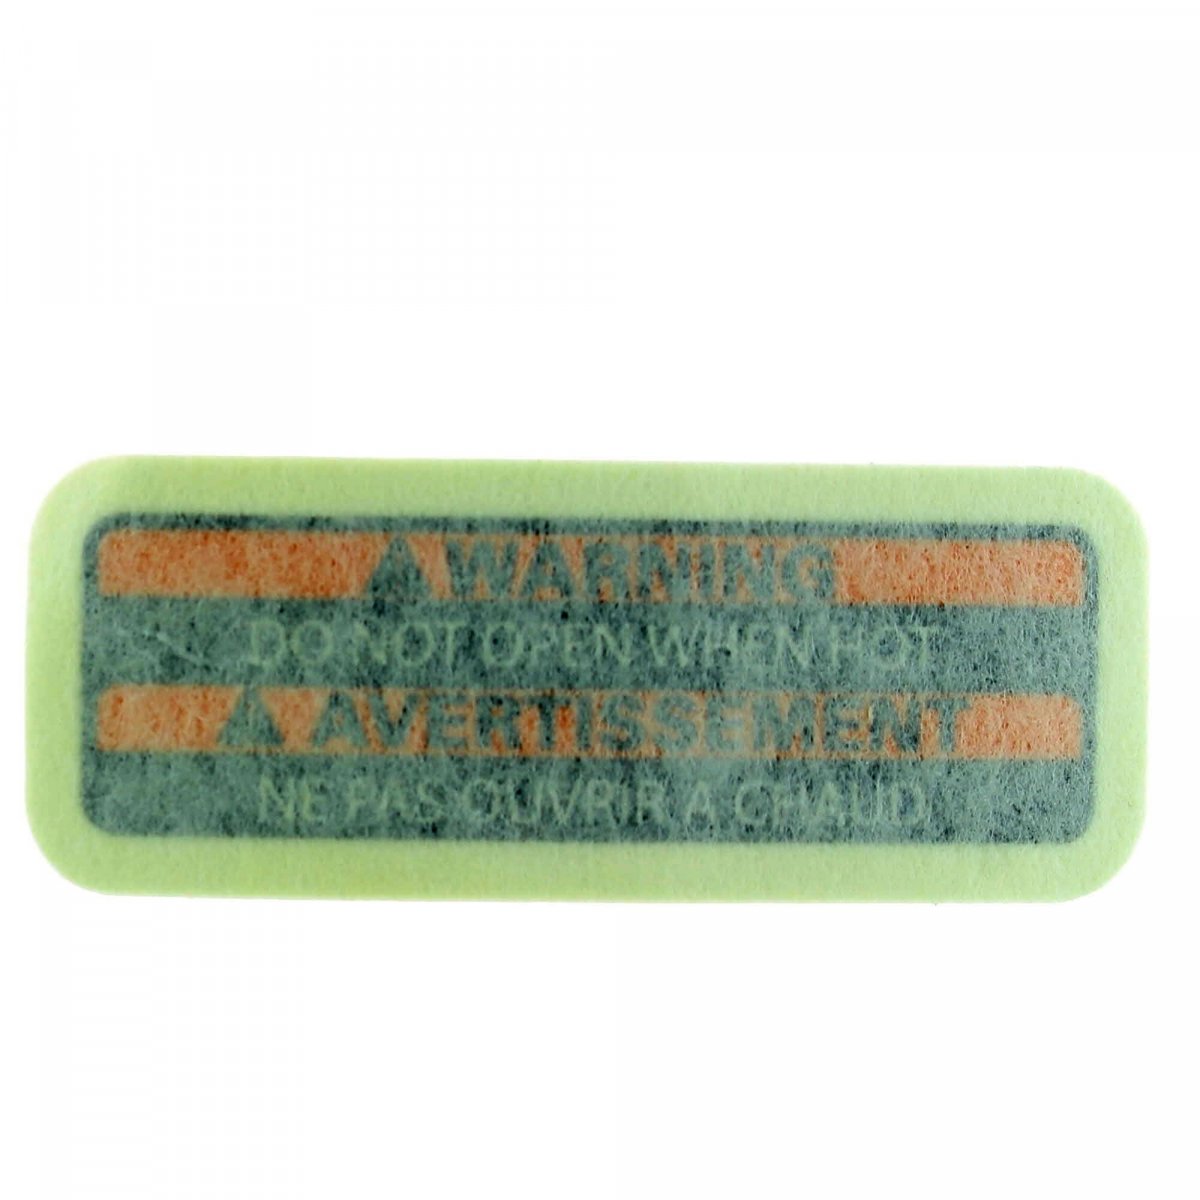 WARNING
DO NOT OPEN WHEN HOT
AVERTISSEMENT
NE PAS OUVRIR A CHAUD